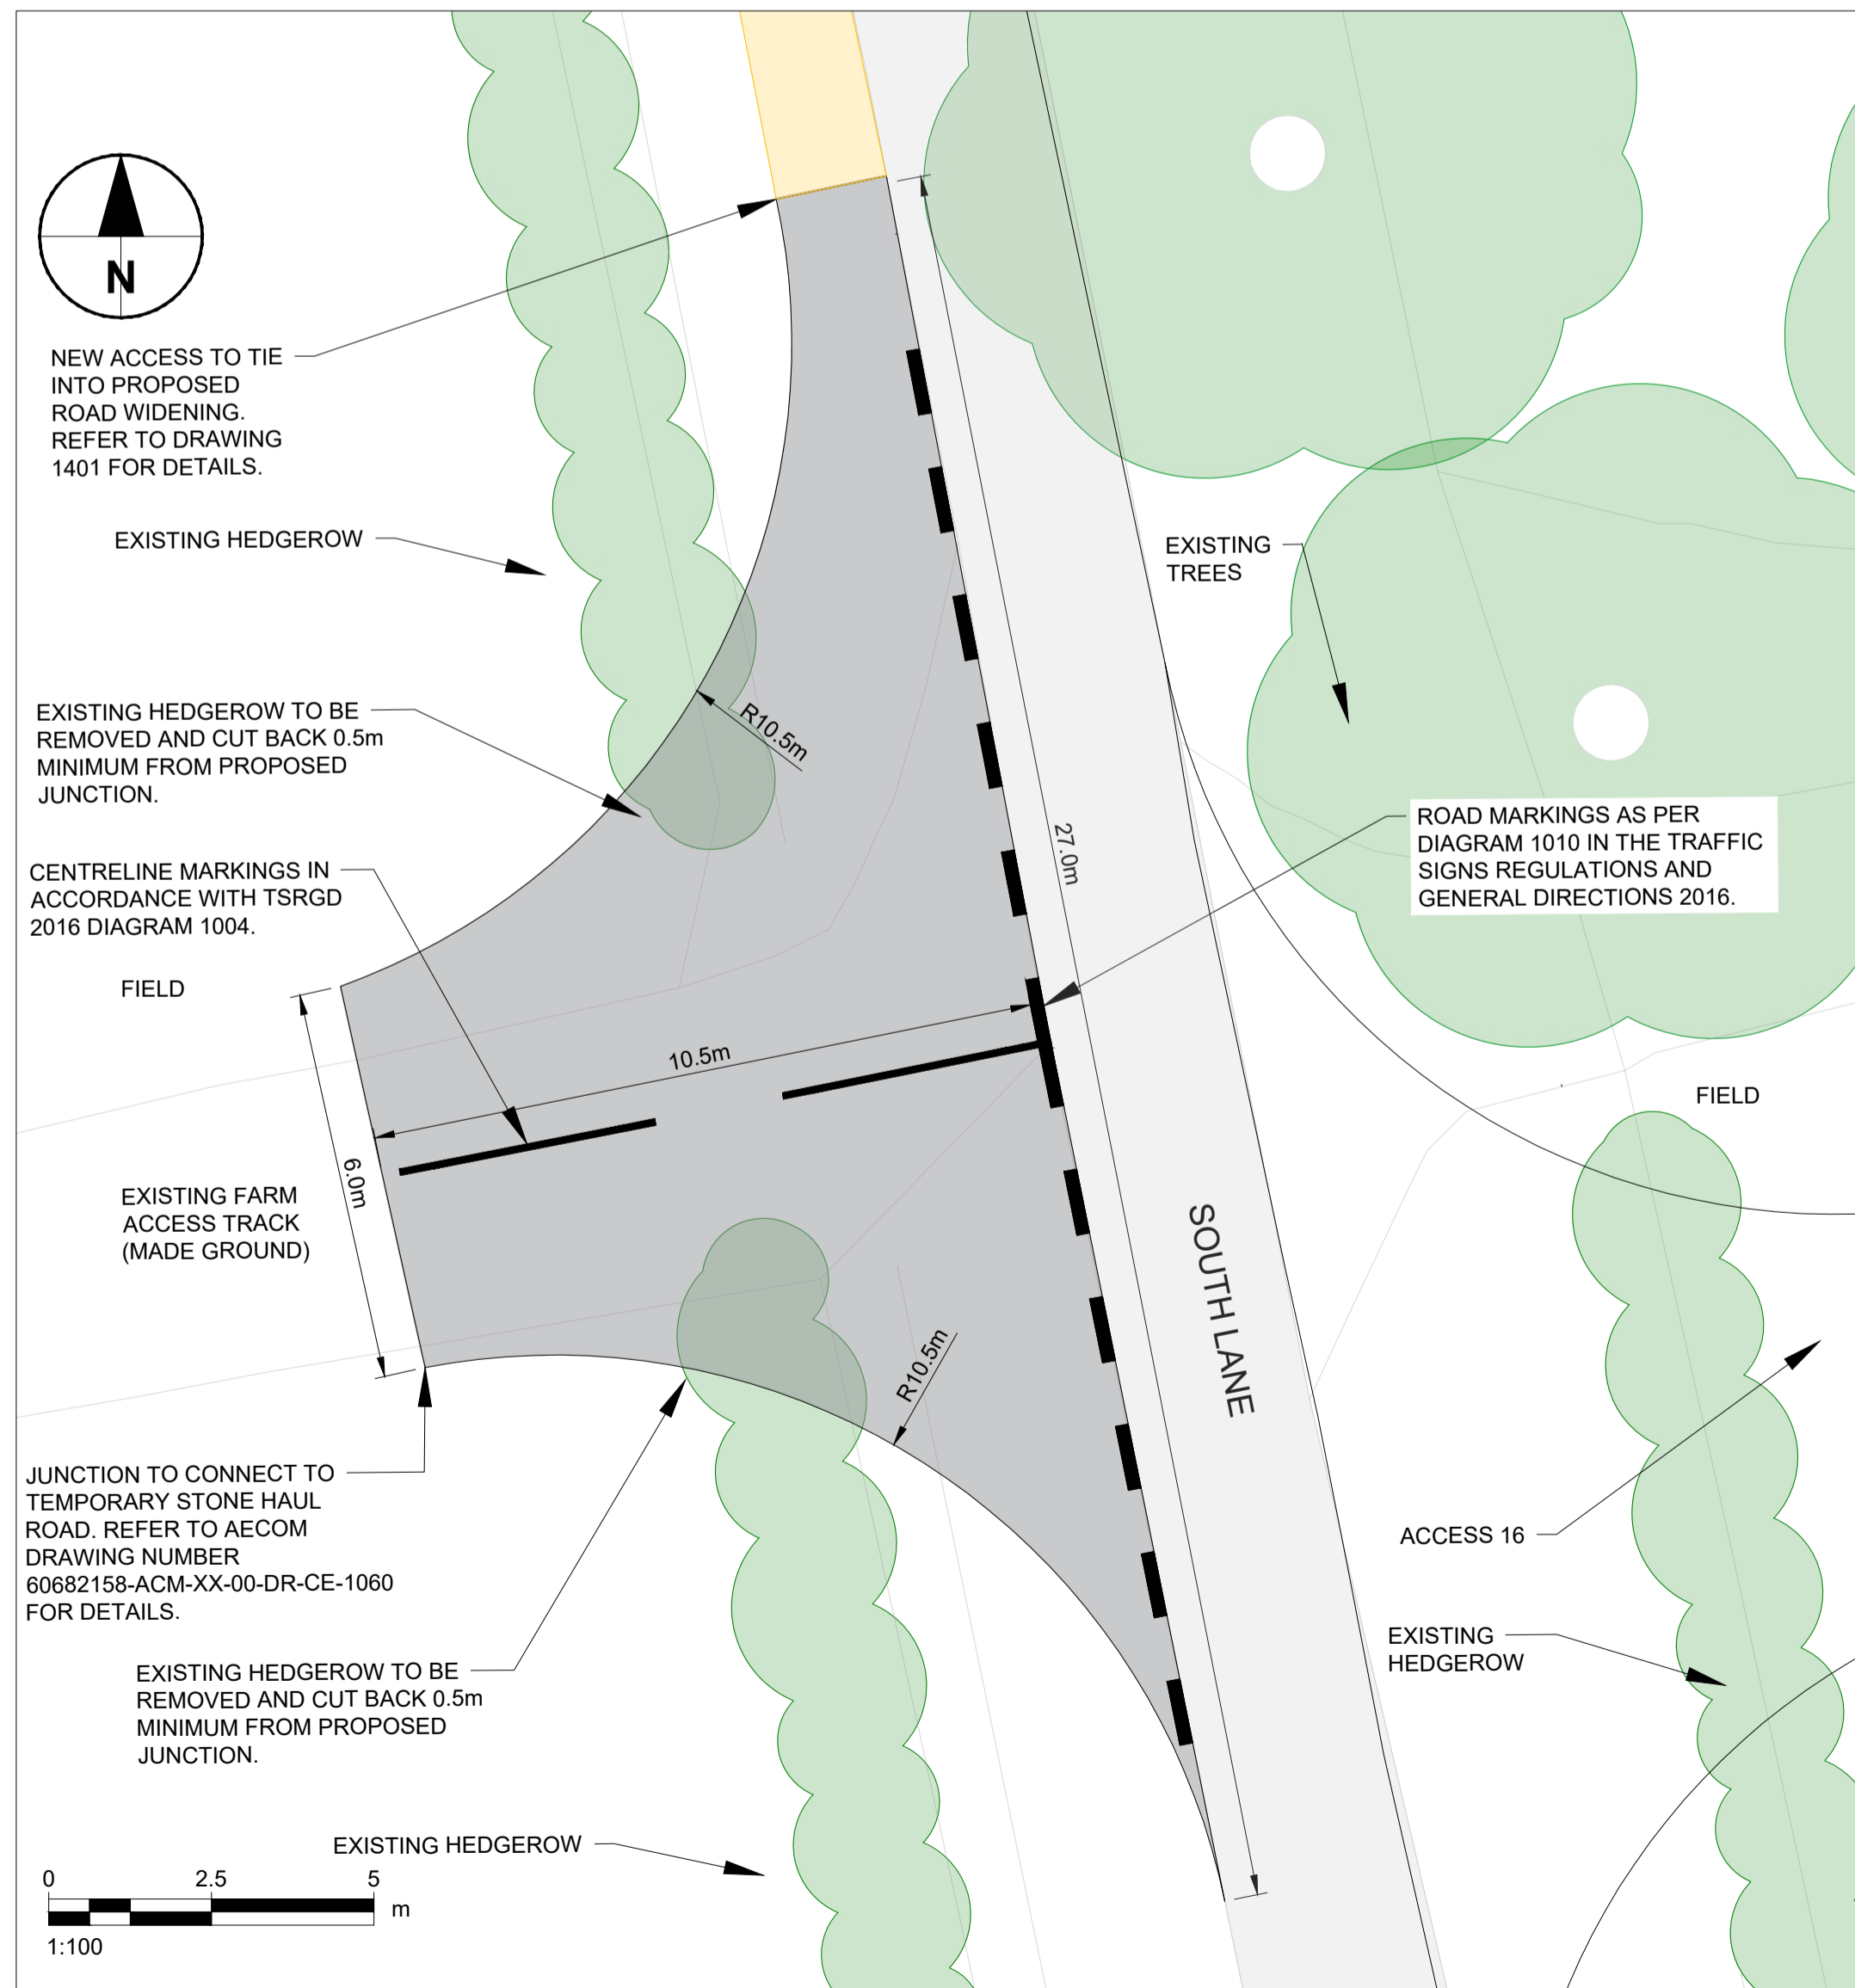 N
NEW ACCESS TO TIE
INTO PROPOSED
ROAD WIDENING.
REFER TO DRAWING
1401 FOR DETAILS.
EXISTING HEDGEROW
EXISTING
TREES
EXISTING HEDGEROW TO BE
REMOVED AND CUT BACK 0.5m
MINIMUM FROM PROPOSED
JUNCTION.
R10.5m
27.0m
ROAD MARKINGS AS PER
DIAGRAM 1010 IN THE TRAFFIC
SIGNS REGULATIONS AND
GENERAL DIRECTIONS 2016.
CENTRELINE MARKINGS IN
ACCORDANCE WITH TSRGD
2016 DIAGRAM 1004.
FIELD
10.5m
FIELD
6.0m
EXISTING FARM
ACCESS TRACK
(MADE GROUND)
SOUTH LANE
R10.5m
JUNCTION TO CONNECT TO
TEMPORARY STONE HAUL
ROAD. REFER TO AECOM
DRAWING NUMBER
60682158-ACM-XX-00-DR-CE-1060
FOR DETAILS.
ACCESS 16
EXISTING
HEDGEROW
EXISTING HEDGEROW TO BE
REMOVED AND CUT BACK 0.5m
MINIMUM FROM PROPOSED
JUNCTION.
EXISTING HEDGEROW
0 2.5 5
m
1:100